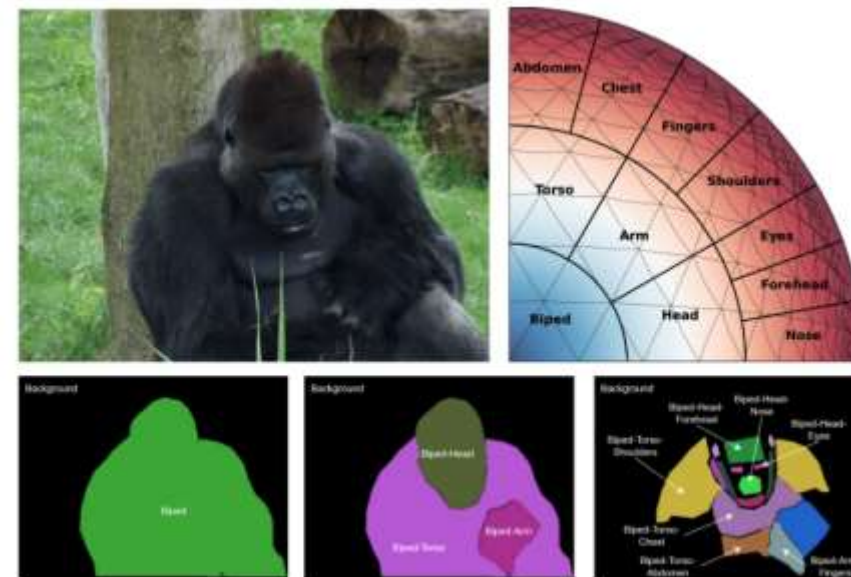 Abdomen
Chest
Fingers
Shoulders
Eyes
Forehead
Nose
Torso
Arm
Head
Biped
Background
Biped
Background
Biped-Head
Biped-Arm
Biped-Torso
Background
Biped-Head-
Nose
Biped-Head-
Forehead
Biped-Head-
Eyes
Biped-Torso-
Shoulders
Biped-Torso-
Chest
Biped-Torso-
Abdomen
Biped-Arm
Fingers